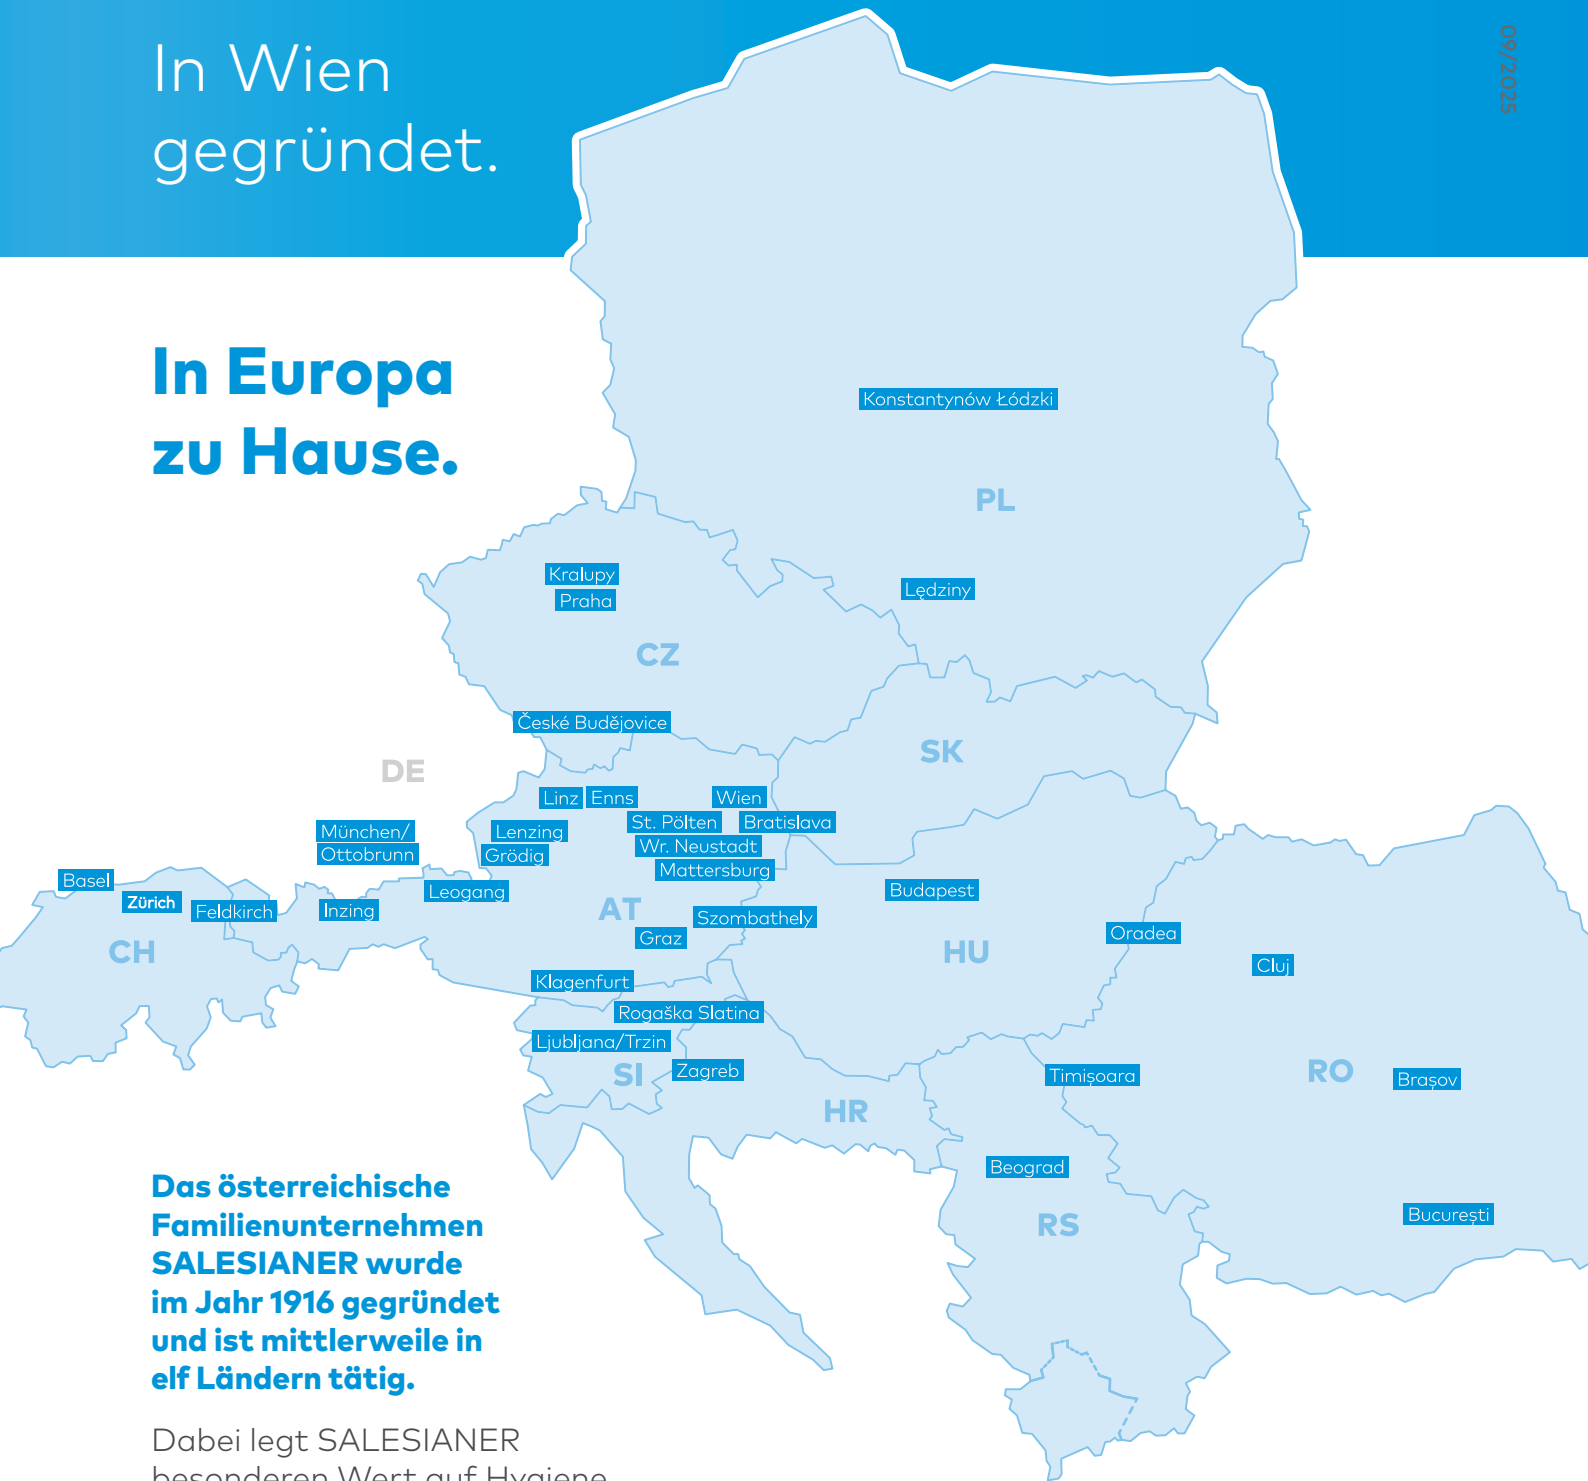 In Wien
gegründet.
09/2025
In Europa
zu Hause.
Konstantynów Łódzki
PL
Kralupy
Praha
Lędziny
CZ
České Budějovice
SK
DE
Linz
Enns
Wien
München/
Ottobrunn
Lenzing
St. Pölten
Bratislava
Grödig
Wr. Neustadt
Mattersburg
Basel
Zürich
Feldkirch
Inzing
Leogang
Budapest
AT
Szombathely
Graz
CH
HU
Oradea
Cluj
Klagenfurt
Rogaška Slatina
Ljubljana/Trzin
SI
Zagreb
HR
Timișoara
RO
Brașov
Beograd
RS
București
Das österreichische
Familienunternehmen
SALESIANER wurde
im Jahr 1916 gegründet
und ist mittlerweile in
elf Ländern tätig.
Dabei legt SALESIANER
besonderen Wert auf Hygiene